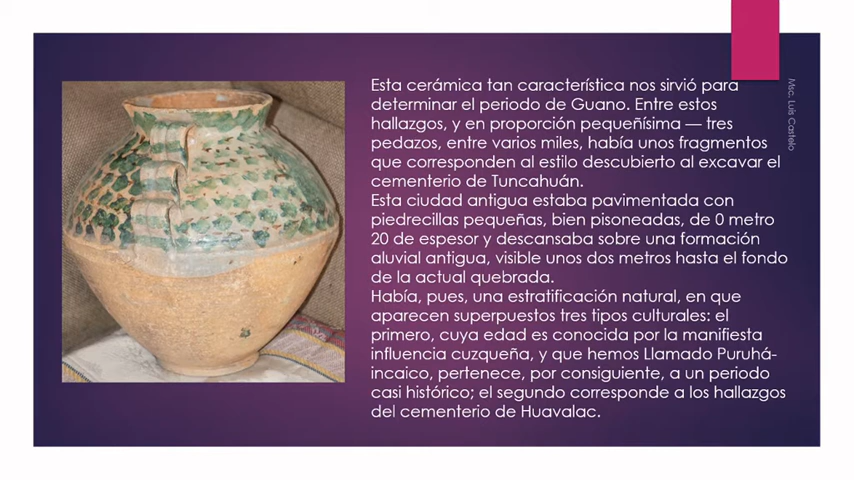 Esta cerámica tan característica nos sirvió para
determinar el periodo de Guano. Entre estos
hallazgos, y en proporción pequeñísima — tres
pedazos, entre varios miles, había unos fragmentos
que corresponden al estilo descubierto al excavar el
cementerio de Tuncahuán.
Esta ciudad antigua estaba pavimentada con
piedrecillas pequeñas, bien pisoneadas, de 0 metro
20 de espesor y descansaba sobre una formación
aluvial antigua, visible unos dos metros hasta el fondo
de la actual quebrada.
Había, pues, una estratificación natural, en que
aparecen superpuestos tres tipos culturales: el
primero, cuya edad es conocida por la manifiesta
influencia cuzqueña, y que hemos Llamado Puruhá-
incaico, pertenece, por consiguiente, a un periodo
casi histórico; el segundo corresponde a los hallazgos
del cementerio de Huavalac.
Msc. Luis Castelo